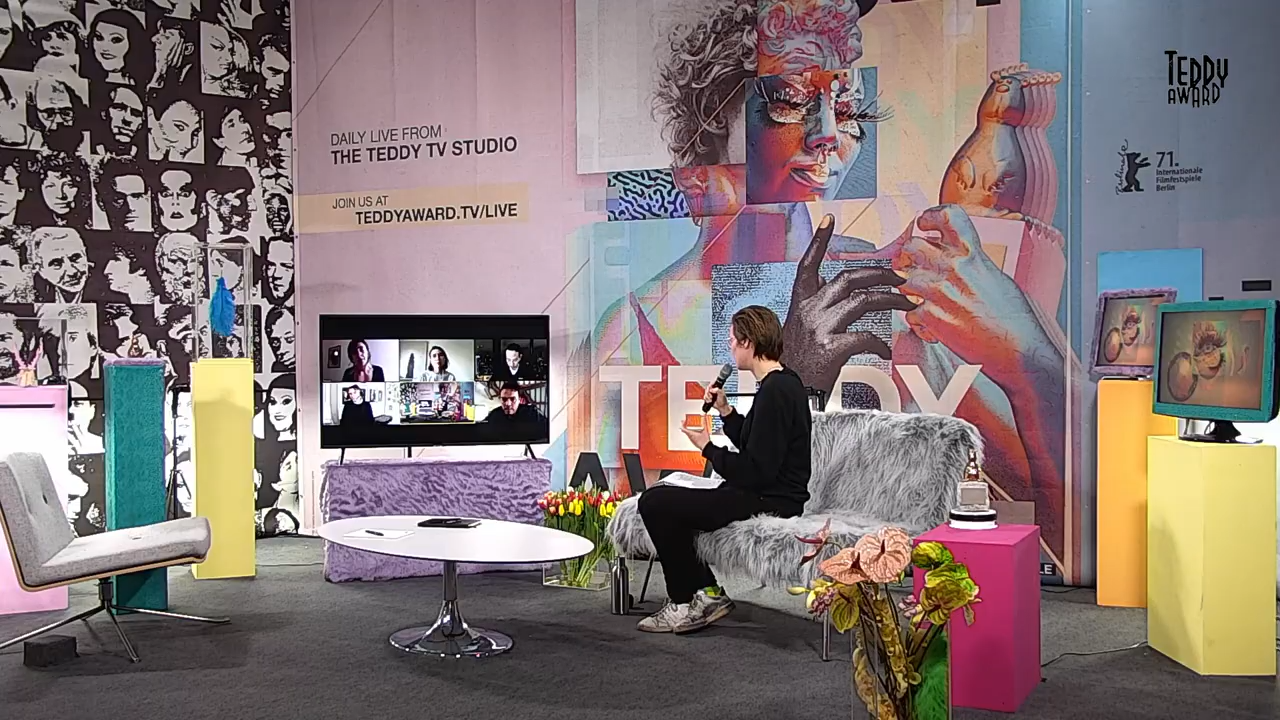 DAILY LIVE FROM
THE TEDDY TV STUDIO
JOIN US AT
TEDDYAWARD.TV/LIVE
TEDDY
AWARD
Berlinale
71.
Internationale
Filmfestspiele
Berlin
TEDDY